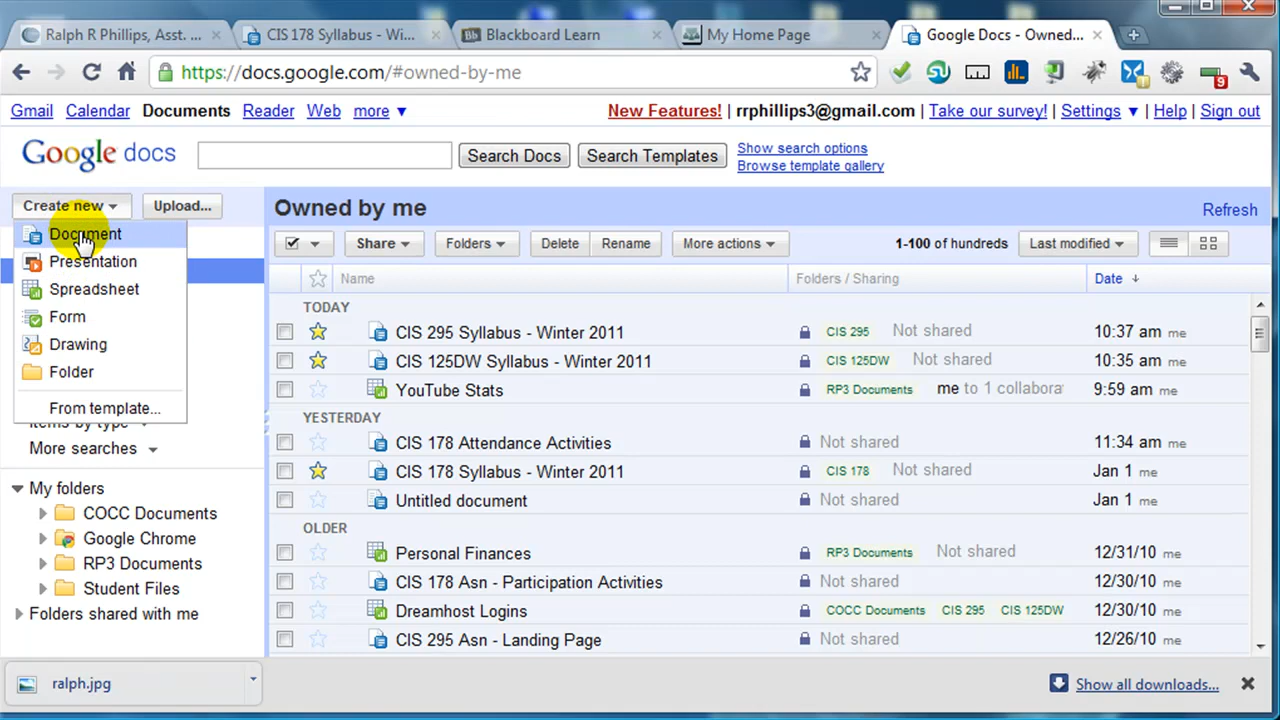 Ralph R Phillips, Asst. ...
CIS 178 Syllabus - Wi...
Bb Blackboard Learn
My Home Page
Google Docs - Owned...
https://docs.google.com/#owned-by-me
9
Gmail Calendar Documents Reader Web more ▼
New Features! | rrphillips3@gmail.com | Take our survey! | Settings ▼ | Help | Sign out
Google docs
Search Docs
Search Templates
Show search options
Browse template gallery
Create new
Upload...
Document
Presentation
Spreadsheet
Form
Drawing
Folder
From template...
Items by type
More searches
My folders
COCC Documents
Google Chrome
RP3 Documents
Student Files
Folders shared with me
Owned by me
Refresh
Share Folders Delete Rename More actions 1-100 of hundreds Last modified
Name Folders / Sharing Date ↓
TODAY
CIS 295 Syllabus - Winter 2011 CIS 295 Not shared 10:37 am me
CIS 125DW Syllabus - Winter 2011 CIS 125DW Not shared 10:35 am me
YouTube Stats RP3 Documents me to 1 collabora 9:59 am me
YESTERDAY
CIS 178 Attendance Activities Not shared 11:34 am me
CIS 178 Syllabus - Winter 2011 CIS 178 Not shared Jan 1 me
Untitled document Not shared Jan 1 me
OLDER
Personal Finances RP3 Documents Not shared 12/31/10 me
CIS 178 Asn - Participation Activities Not shared 12/30/10 me
Dreamhost Logins COCC Documents CIS 295 CIS 125DW 12/30/10 me
CIS 295 Asn - Landing Page Not shared 12/26/10 me
ralph.jpg
Show all downloads...